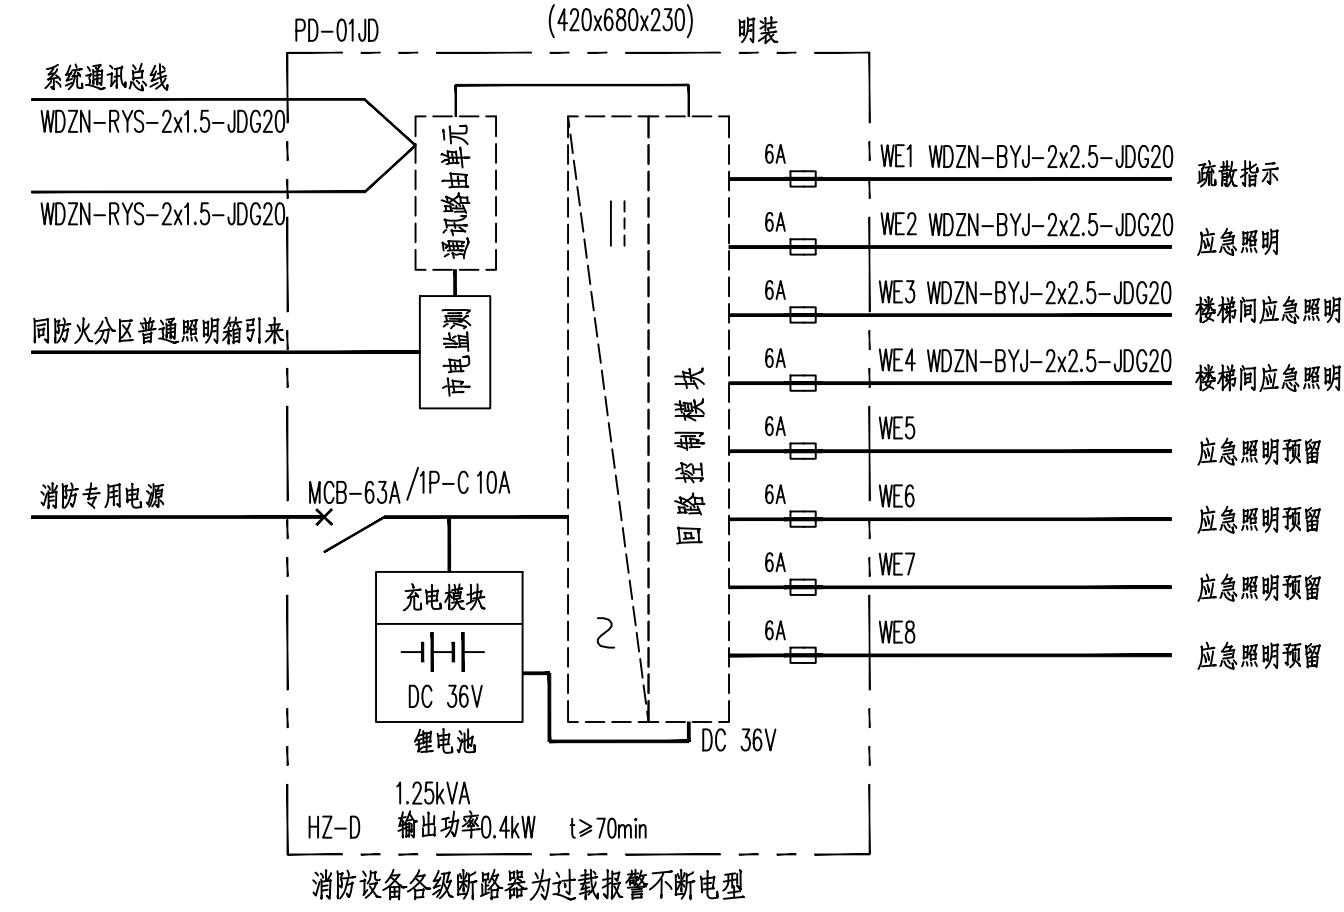 PD-01JD
(420x680x230) 明装
系统通讯总线
WDZN-RYS-2x1.5-JDG20
WDZN-RYS-2x1.5-JDG20
通讯路由单元
市电监测
同防火分区普通照明箱引来
消防专用电源
MCB-63A/1P-C10A
充电模块
DC 36V
锂电池
回路控制模块
DC 36V
6A WE1 WDZN-BYJ-2x2.5-JDG20 疏散指示
6A WE2 WDZN-BYJ-2x2.5-JDG20 应急照明
6A WE3 WDZN-BYJ-2x2.5-JDG20 楼梯间应急照明
6A WE4 WDZN-BYJ-2x2.5-JDG20 楼梯间应急照明
6A WE5 应急照明预留
6A WE6 应急照明预留
6A WE7 应急照明预留
6A WE8 应急照明预留
1.25kVA
HZ-D 输出功率0.4kW t≥70min
消防设备各级断路器为过载报警不断电型